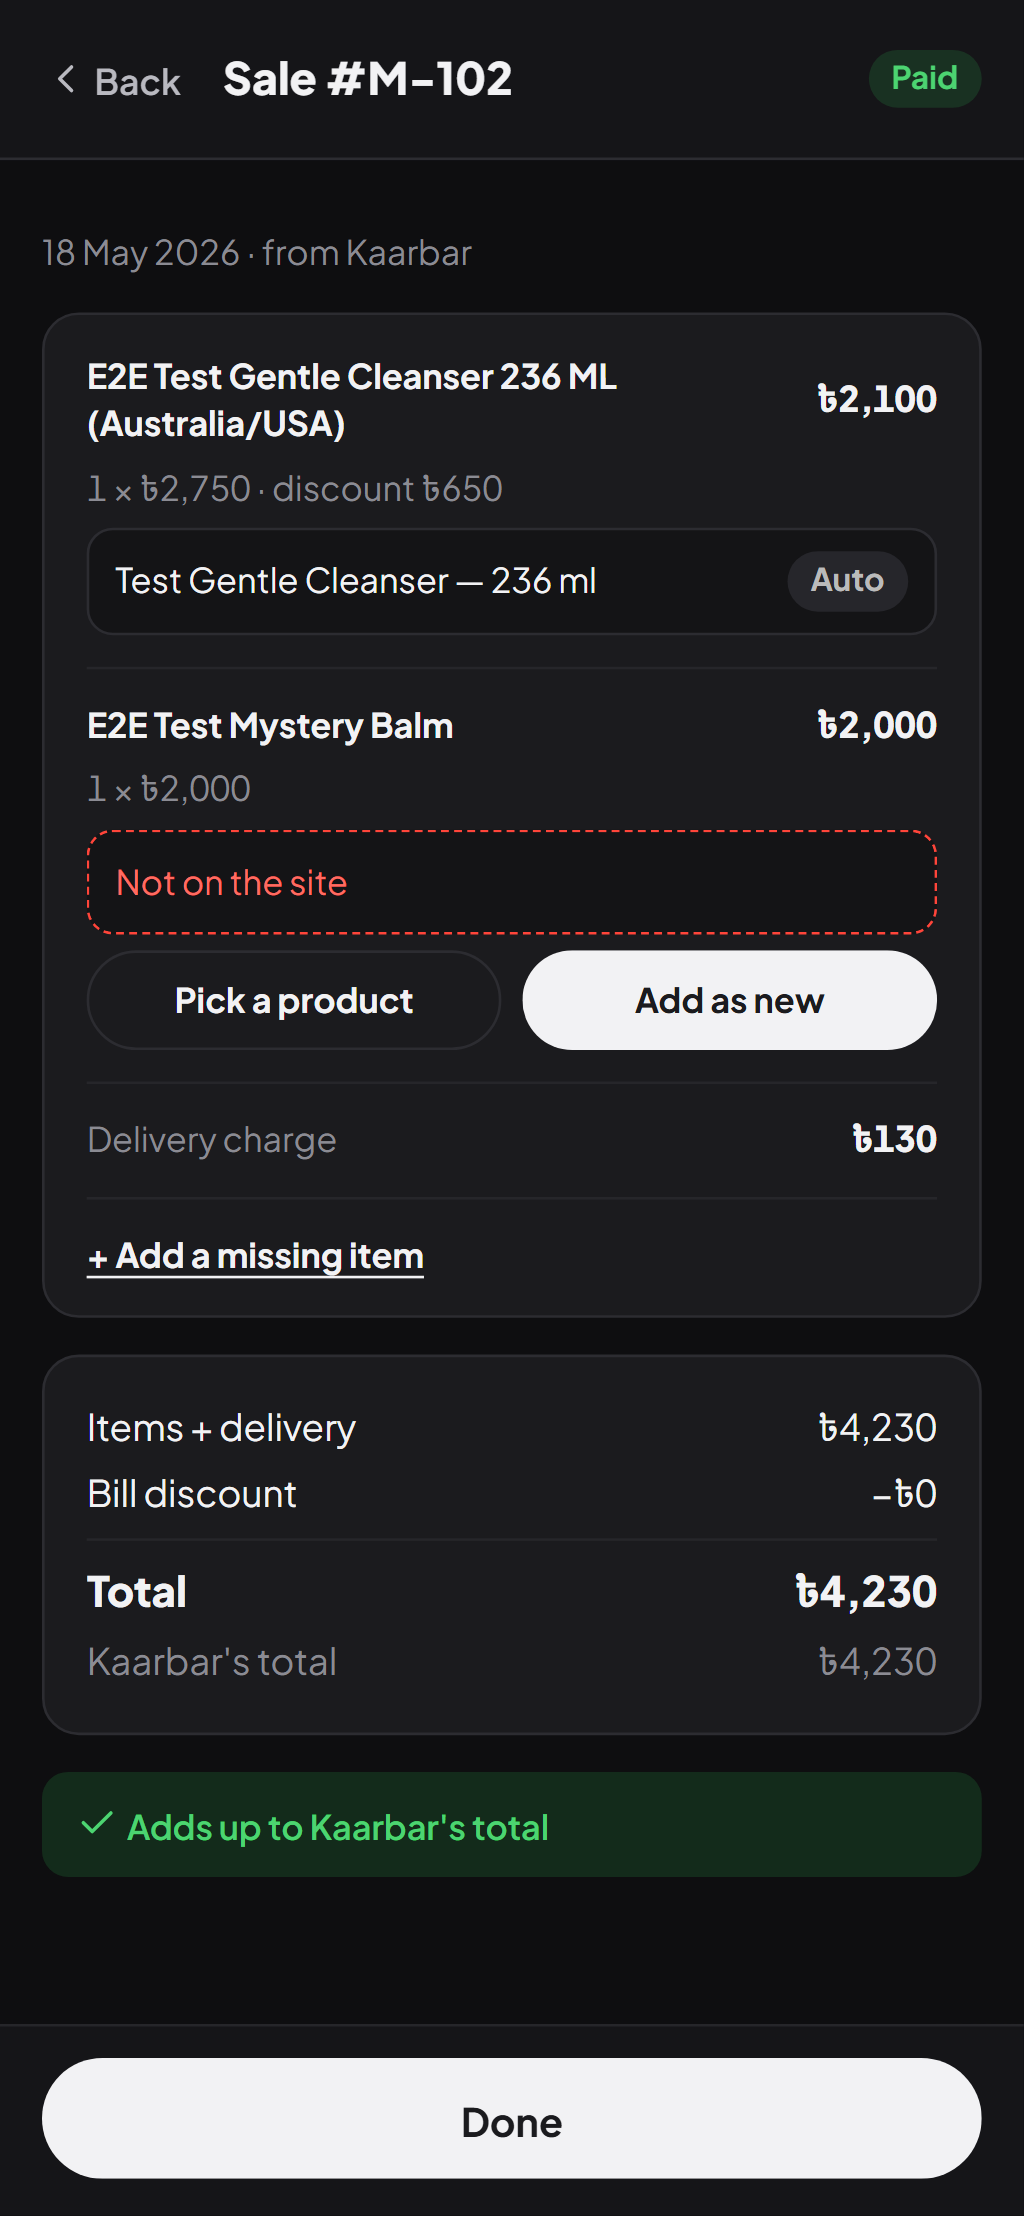 Back
Sale #M-102
Paid
18 May 2026 · from Kaarbar
E2E Test Gentle Cleanser 236 ML
(Australia/USA)
৳2,100
1 × ৳2,750 · discount ৳650
Test Gentle Cleanser — 236 ml
Auto
E2E Test Mystery Balm
৳2,000
1 × ৳2,000
Not on the site
Pick a product
Add as new
Delivery charge
৳130
+ Add a missing item
Items + delivery
৳4,230
Bill discount
−৳0
Total
৳4,230
Kaarbar's total
৳4,230
Adds up to Kaarbar's total
Done